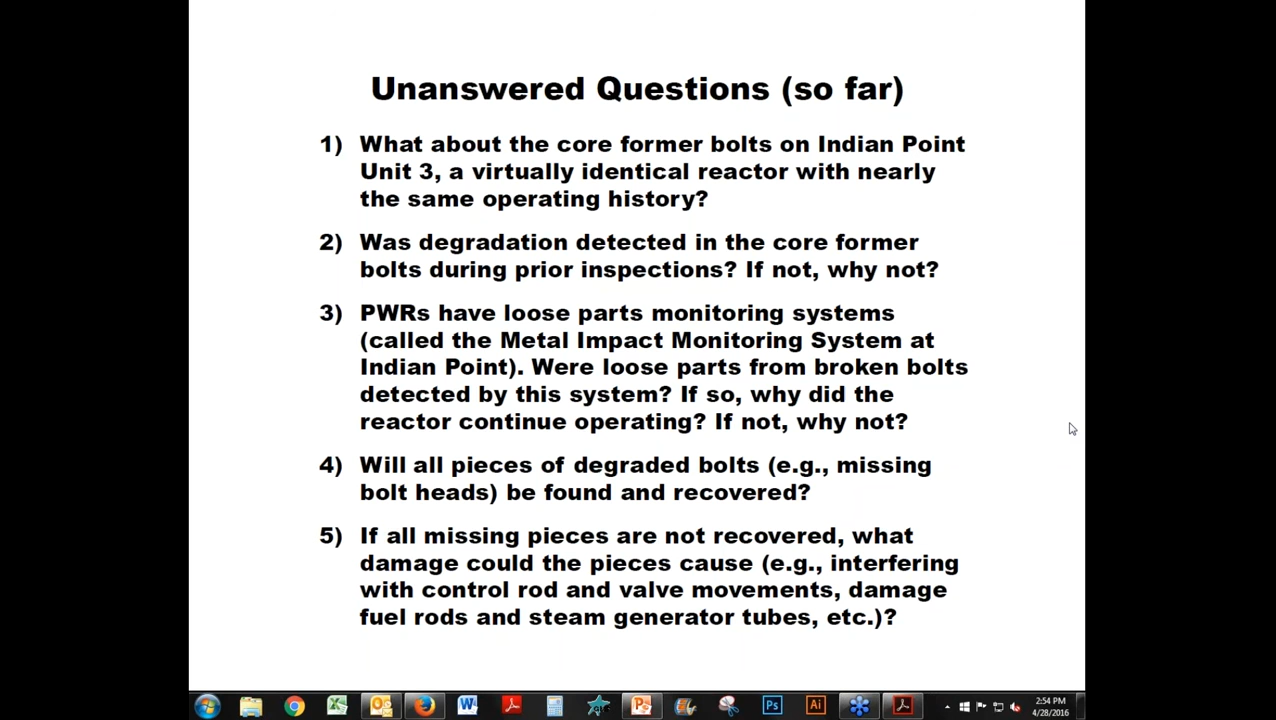 Unanswered Questions (so far)
1) What about the core former bolts on Indian Point
Unit 3, a virtually identical reactor with nearly
the same operating history?
2) Was degradation detected in the core former
bolts during prior inspections? If not, why not?
3) PWRs have loose parts monitoring systems
(called the Metal Impact Monitoring System at
Indian Point). Were loose parts from broken bolts
detected by this system? If so, why did the
reactor continue operating? If not, why not?
4) Will all pieces of degraded bolts (e.g., missing
bolt heads) be found and recovered?
5) If all missing pieces are not recovered, what
damage could the pieces cause (e.g., interfering
with control rod and valve movements, damage
fuel rods and steam generator tubes, etc.)?
Ps
Ai
2:54 PM
4/28/2016